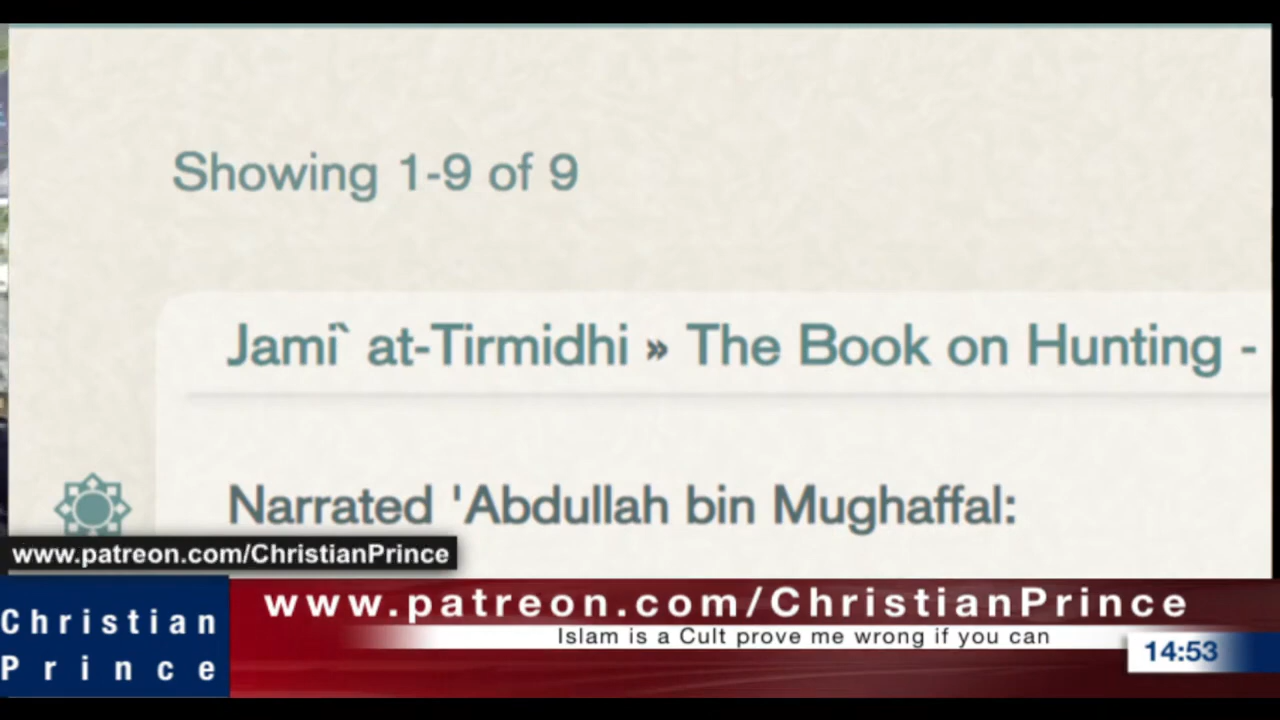 Showing 1-9 of 9
Jami` at-Tirmidhi » The Book on Hunting -
Narrated 'Abdullah bin Mughaffal:
www.patreon.com/ChristianPrince
www.patreon.com/ChristianPrince
Islam is a Cult prove me wrong if you can
Christian
Prince
14:53